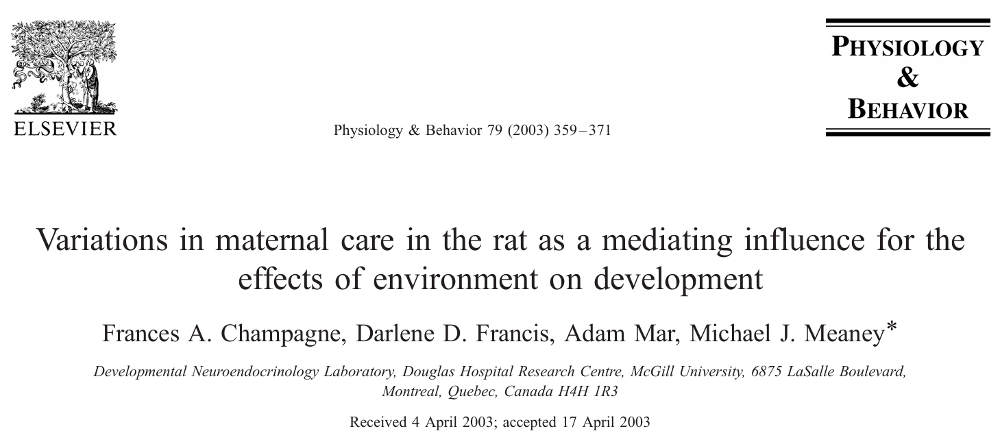 NON SOLUS
ELSEVIER
Physiology & Behavior 79 (2003) 359–371
PHYSIOLOGY
&
BEHAVIOR
Variations in maternal care in the rat as a mediating influence for the
effects of environment on development
Frances A. Champagne, Darlene D. Francis, Adam Mar, Michael J. Meaney*
Developmental Neuroendocrinology Laboratory, Douglas Hospital Research Centre, McGill University, 6875 LaSalle Boulevard,
Montreal, Quebec, Canada H4H 1R3
Received 4 April 2003; accepted 17 April 2003